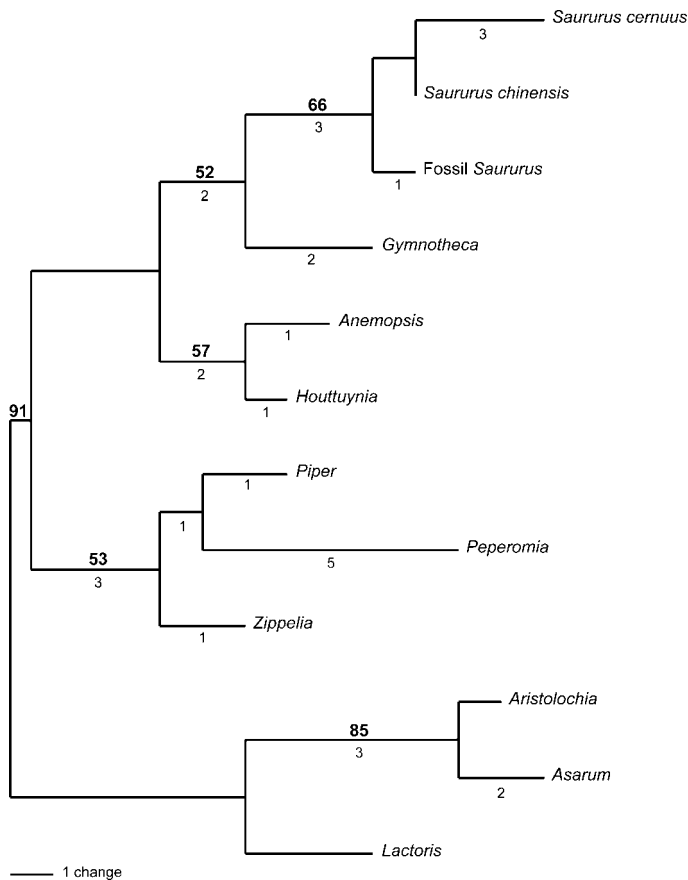 Saururus cernuus
3
Saururus chinensis
66
3
Fossil Saururus
1
52
2
Gymnotheca
2
Anemopsis
1
57
2
Houttuynia
1
91
Piper
1
1
Peperomia
5
53
3
Zippelia
1
Aristolochia
85
3
Asarum
2
Lactoris
1 change